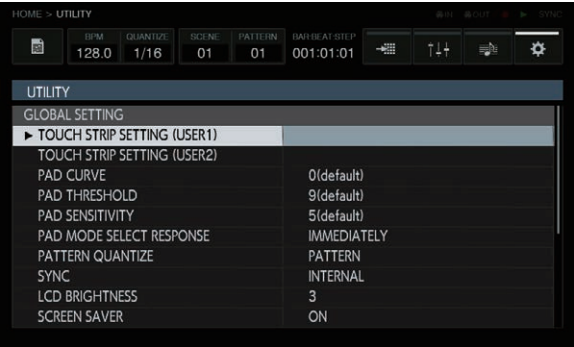 HOME > UTILITY
IN OUT SYNC
BPM QUANTIZE SCENE PATTERN BAR:BEAT:STEP
128.0 1/16 01 01 001:01:01
UTILITY
GLOBAL SETTING
TOUCH STRIP SETTING (USER1)
TOUCH STRIP SETTING (USER2)
PAD CURVE 0(default)
PAD THRESHOLD 9(default)
PAD SENSITIVITY 5(default)
PAD MODE SELECT RESPONSE IMMEDIATELY
PATTERN QUANTIZE PATTERN
SYNC INTERNAL
LCD BRIGHTNESS 3
SCREEN SAVER ON